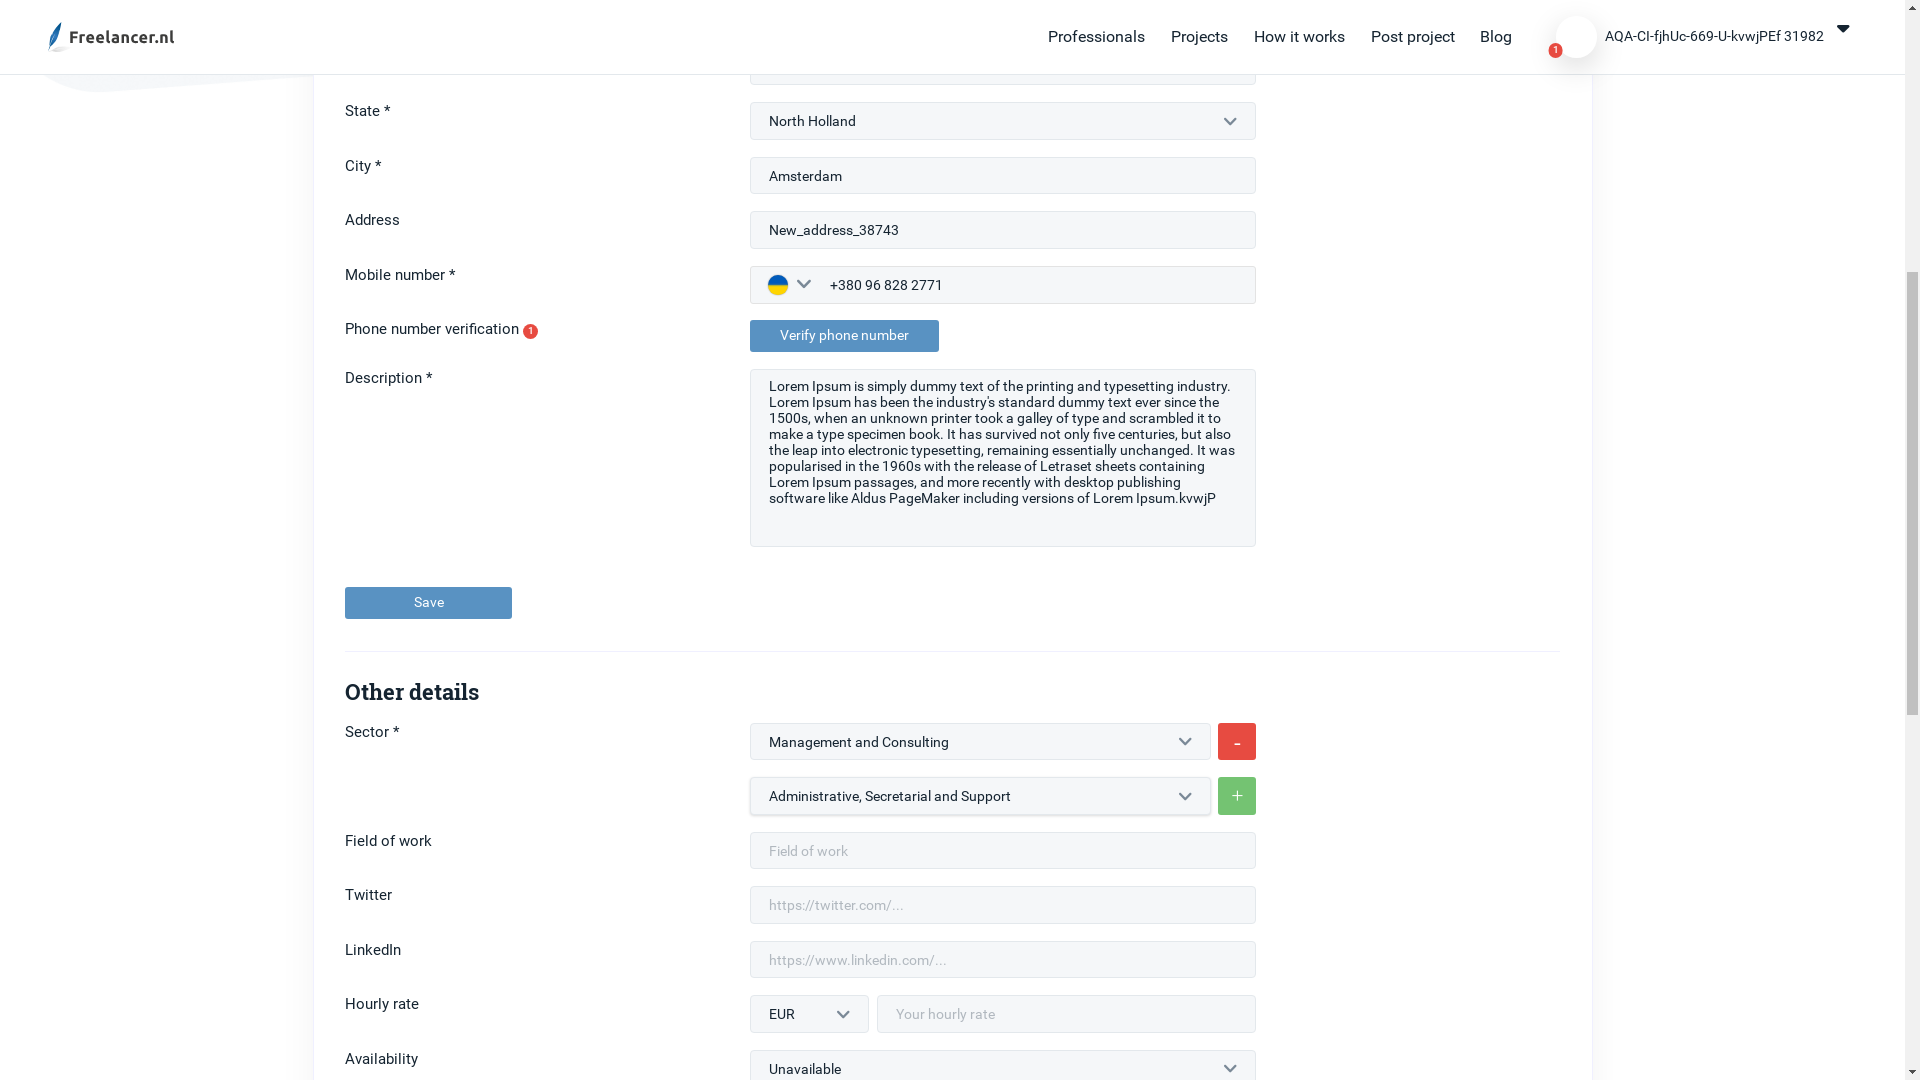 Freelancer.nl
Professionals
Projects
How it works
Post project
Blog
1
AQA-CI-fjhUc-669-U-kvwjPEf 31982
State *
North Holland
City *
Amsterdam
Address
New_address_38743
Mobile number *
+380 96 828 2771
Phone number verification 1
Verify phone number
Description *
Lorem Ipsum is simply dummy text of the printing and typesetting industry.
Lorem Ipsum has been the industry's standard dummy text ever since the
1500s, when an unknown printer took a galley of type and scrambled it to
make a type specimen book. It has survived not only five centuries, but also
the leap into electronic typesetting, remaining essentially unchanged. It was
popularised in the 1960s with the release of Letraset sheets containing
Lorem Ipsum passages, and more recently with desktop publishing
software like Aldus PageMaker including versions of Lorem Ipsum.kvwjP
Save
Other details
Sector *
Management and Consulting
-
Administrative, Secretarial and Support
+
Field of work
Field of work
Twitter
https://twitter.com/...
LinkedIn
https://www.linkedin.com/...
Hourly rate
EUR
Your hourly rate
Availability
Unavailable